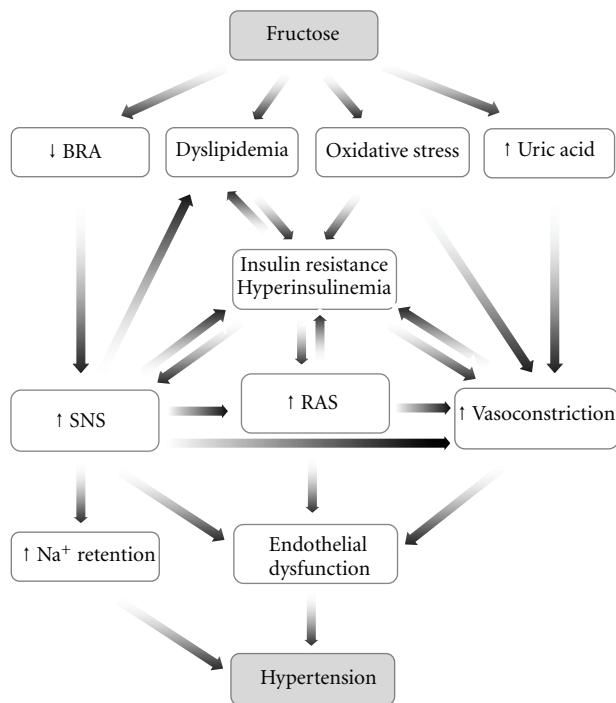 Fructose
↓ BRA
Dyslipidemia
Oxidative stress
↑ Uric acid
Insulin resistance
Hyperinsulinemia
↑ SNS
↑ RAS
↑ Vasoconstriction
↑ Na⁺ retention
Endothelial
dysfunction
Hypertension